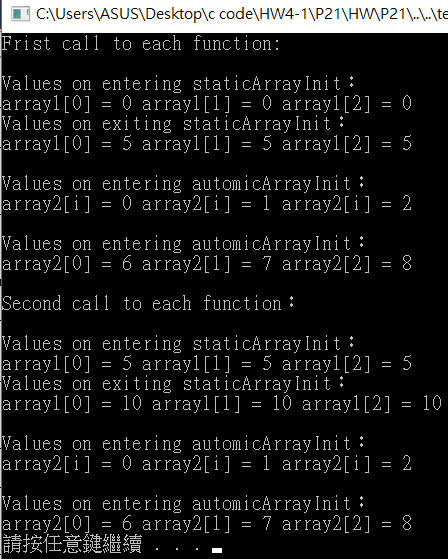 C:\Users\ASUS\Desktop\c code\HW4-1\P21\HW\P21\..\..\te
Frist call to each function:
Values on entering staticArrayInit：
array1[0] = 0 array1[1] = 0 array1[2] = 0
Values on exiting staticArrayInit：
array1[0] = 5 array1[1] = 5 array1[2] = 5
Values on entering automicArrayInit：
array2[i] = 0 array2[i] = 1 array2[i] = 2
Values on entering automicArrayInit：
array2[0] = 6 array2[1] = 7 array2[2] = 8
Second call to each function：
Values on entering staticArrayInit：
array1[0] = 5 array1[1] = 5 array1[2] = 5
Values on exiting staticArrayInit：
array1[0] = 10 array1[1] = 10 array1[2] = 10
Values on entering automicArrayInit：
array2[i] = 0 array2[i] = 1 array2[i] = 2
Values on entering automicArrayInit：
array2[0] = 6 array2[1] = 7 array2[2] = 8
請按任意鍵繼續 . . .